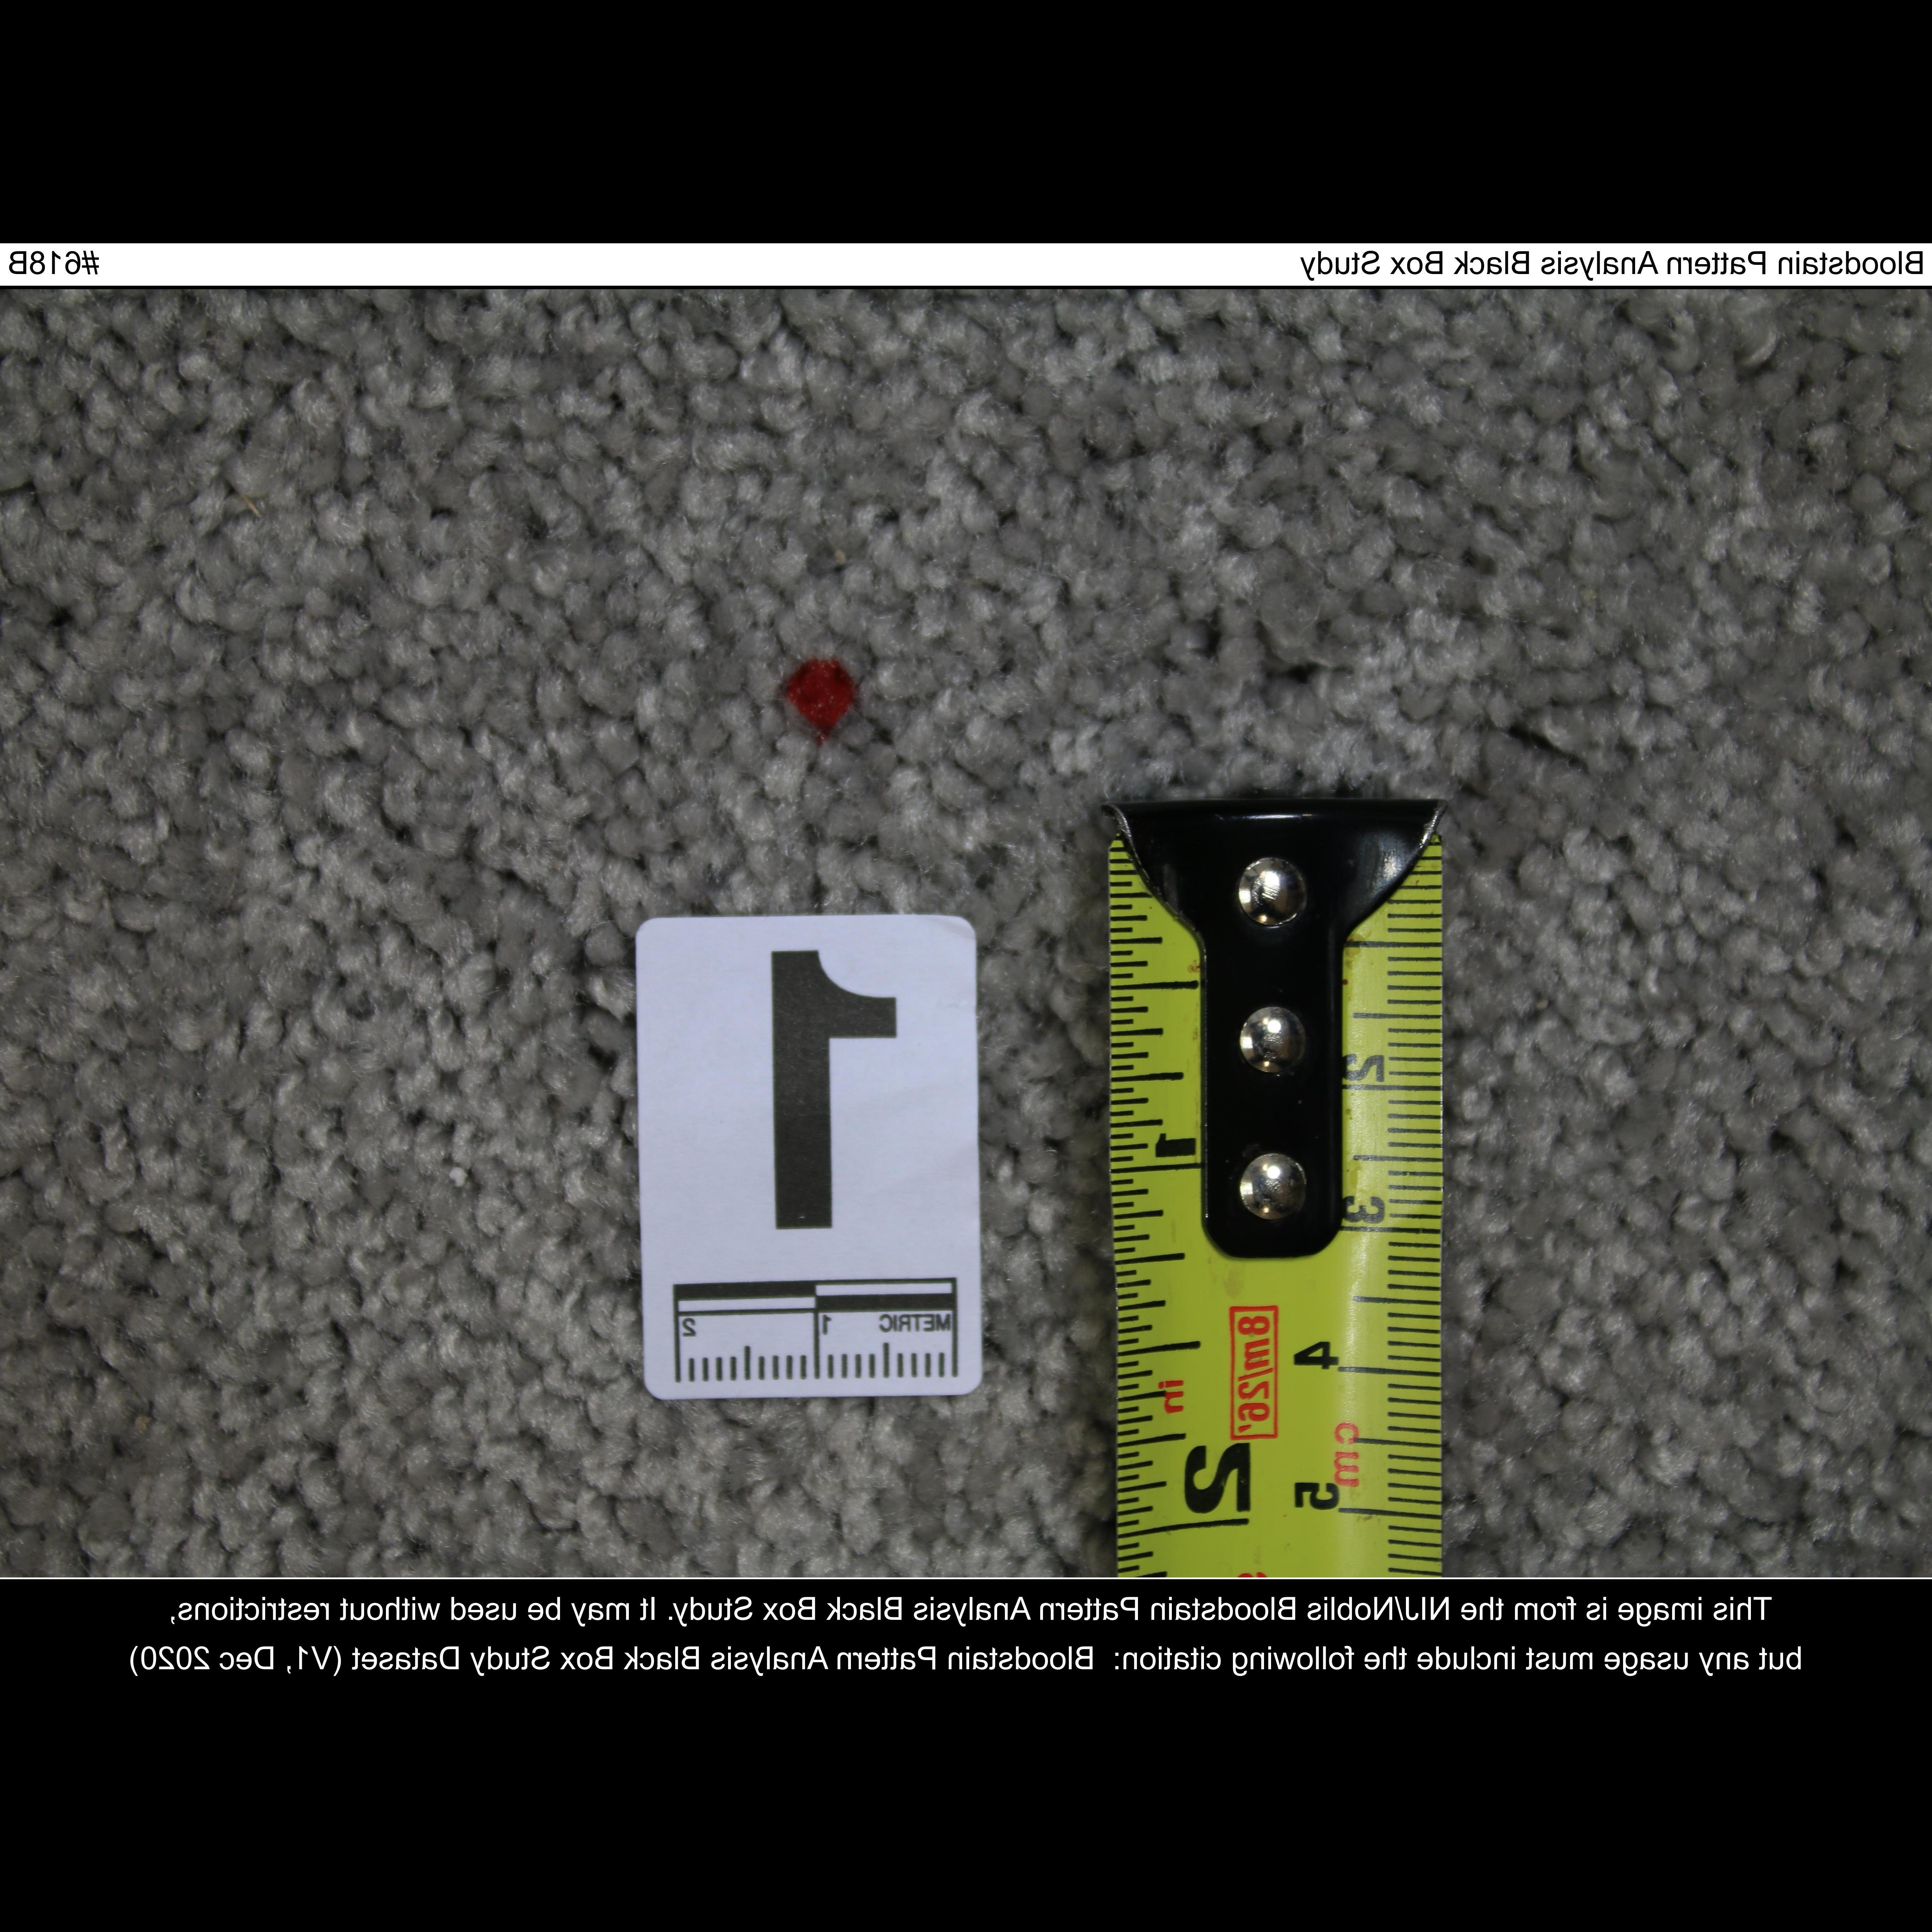 Bloodstain Pattern Analysis Black Box Study #618B
1
METRIC 1 2
2
1
3
8m/26'
4
in
cm
2
5
This image is from the NIJ/Noblis Bloodstain Pattern Analysis Black Box Study. It may be used without restrictions,
but any usage must include the following citation: Bloodstain Pattern Analysis Black Box Study Dataset (V1, Dec 2020)